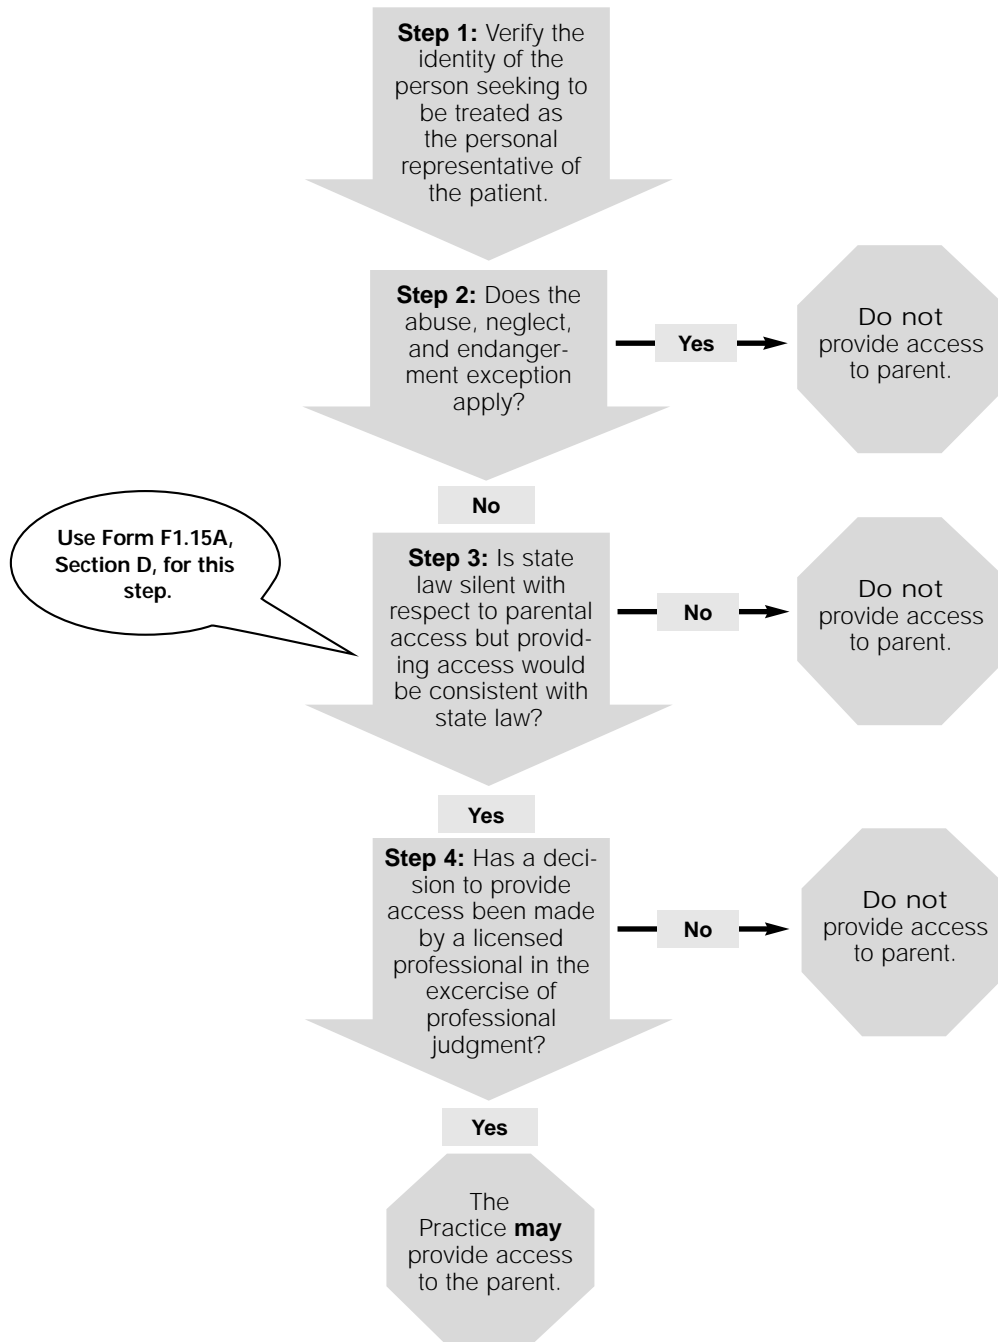 Step 1: Verify the
identity of the
person seeking to
be treated as
the personal
representative of
the patient.
Step 2: Does the
abuse, neglect,
and endanger-
ment exception
apply?
Yes
Do not
provide access
to parent.
No
Use Form F1.15A,
Section D, for this
step.
Step 3: Is state
law silent with
respect to parental
access but provid-
ing access would
be consistent with
state law?
No
Do not
provide access
to parent.
Yes
Step 4: Has a deci-
sion to provide
access been made
by a licensed
professional in the
excercise of
professional
judgment?
No
Do not
provide access
to parent.
Yes
The
Practice may
provide access
to the parent.